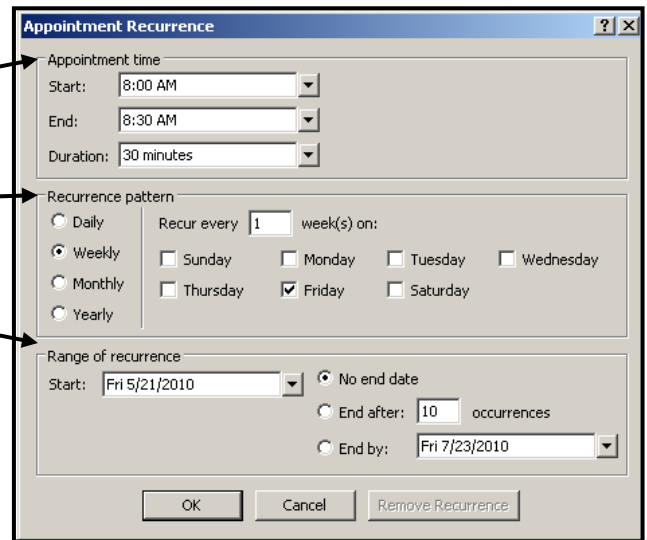 Appointment Recurrence
Appointment time
Start: 8:00 AM
End: 8:30 AM
Duration: 30 minutes
Recurrence pattern
Daily Recur every 1 week(s) on:
Weekly Sunday Monday Tuesday Wednesday
Monthly Thursday Friday Saturday
Yearly
Range of recurrence
Start: Fri 5/21/2010 No end date
End after: 10 occurrences
End by: Fri 7/23/2010
OK Cancel Remove Recurrence